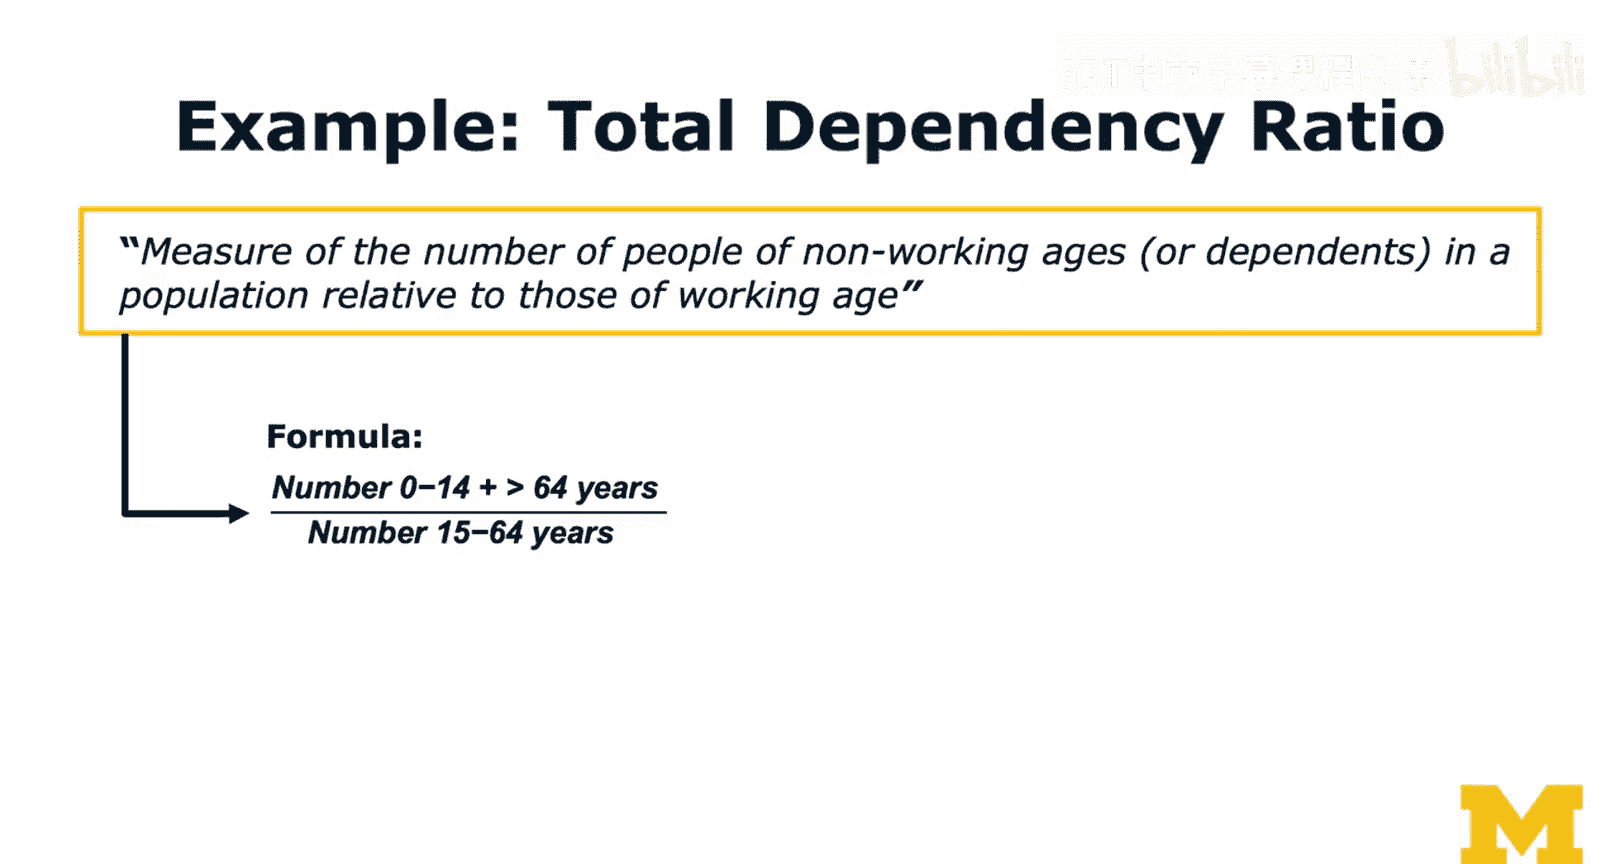 bilibili
Example: Total Dependency Ratio
“Measure of the number of people of non-working ages (or dependents) in a
population relative to those of working age”
Formula:
Number 0−14 + > 64 years
Number 15−64 years
M